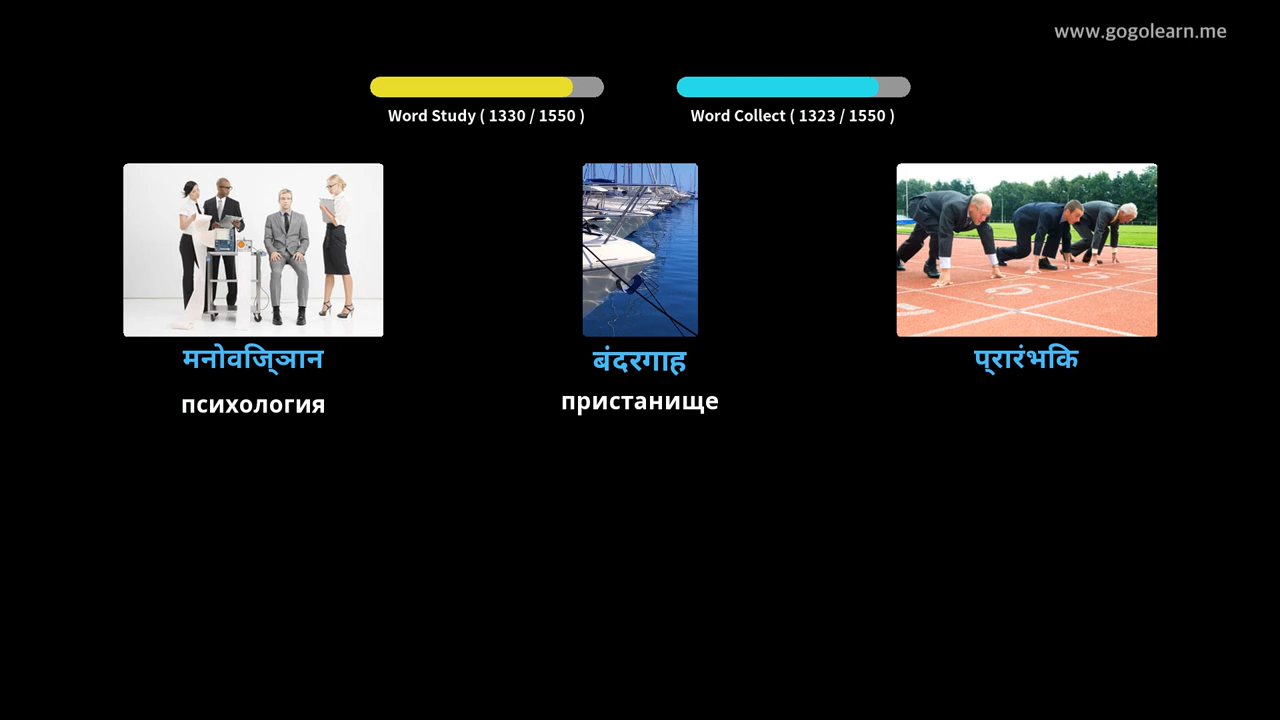 www.gogolearn.me
Word Study ( 1330 / 1550 )
Word Collect ( 1323 / 1550 )
मनोवज्ञिान
बंदरगाह
प्रारंभकि
психология
пристанище